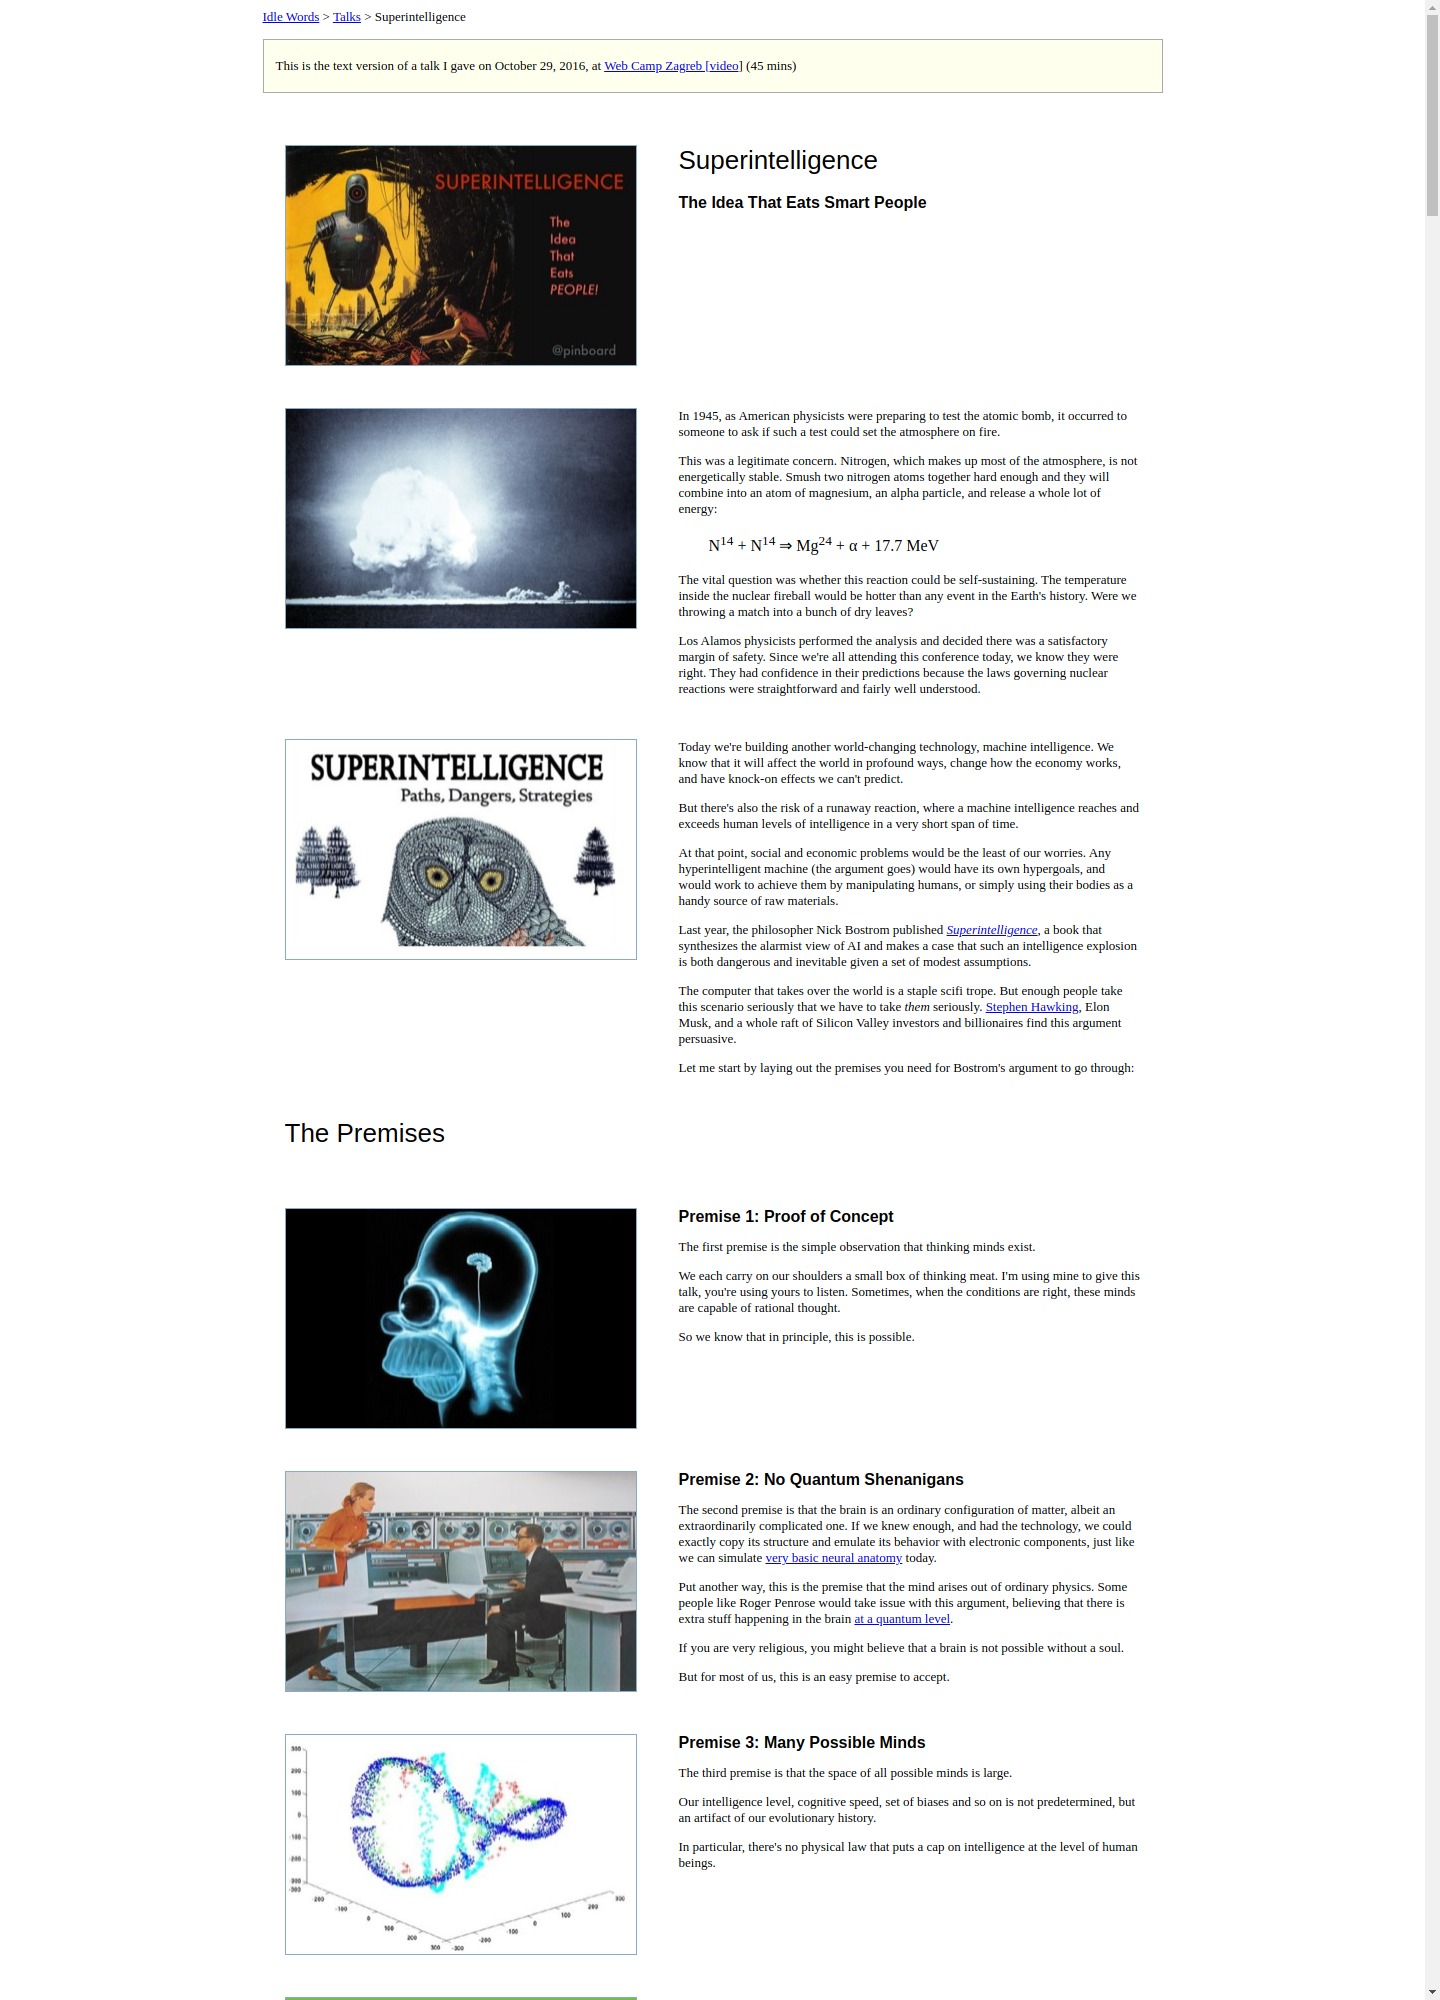 Idle Words > Talks > Superintelligence
This is the text version of a talk I gave on October 29, 2016, at Web Camp Zagreb [video] (45 mins)
SUPERINTELLIGENCE
The
Idea
That
Eats
PEOPLE!
@pinboard
Superintelligence
The Idea That Eats Smart People
In 1945, as American physicists were preparing to test the atomic bomb, it occurred to
someone to ask if such a test could set the atmosphere on fire.
This was a legitimate concern. Nitrogen, which makes up most of the atmosphere, is not
energetically stable. Smush two nitrogen atoms together hard enough and they will
combine into an atom of magnesium, an alpha particle, and release a whole lot of
energy:
N¹⁴ + N¹⁴ ⇒ Mg²⁴ + α + 17.7 MeV
The vital question was whether this reaction could be self-sustaining. The temperature
inside the nuclear fireball would be hotter than any event in the Earth's history. Were we
throwing a match into a bunch of dry leaves?
Los Alamos physicists performed the analysis and decided there was a satisfactory
margin of safety. Since we're all attending this conference today, we know they were
right. They had confidence in their predictions because the laws governing nuclear
reactions were straightforward and fairly well understood.
SUPERINTELLIGENCE
Paths, Dangers, Strategies
Today we're building another world-changing technology, machine intelligence. We
know that it will affect the world in profound ways, change how the economy works,
and have knock-on effects we can't predict.
But there's also the risk of a runaway reaction, where a machine intelligence reaches and
exceeds human levels of intelligence in a very short span of time.
At that point, social and economic problems would be the least of our worries. Any
hyperintelligent machine (the argument goes) would have its own hypergoals, and
would work to achieve them by manipulating humans, or simply using their bodies as a
handy source of raw materials.
Last year, the philosopher Nick Bostrom published Superintelligence, a book that
synthesizes the alarmist view of AI and makes a case that such an intelligence explosion
is both dangerous and inevitable given a set of modest assumptions.
The computer that takes over the world is a staple scifi trope. But enough people take
this scenario seriously that we have to take them seriously. Stephen Hawking, Elon
Musk, and a whole raft of Silicon Valley investors and billionaires find this argument
persuasive.
Let me start by laying out the premises you need for Bostrom's argument to go through:
The Premises
Premise 1: Proof of Concept
The first premise is the simple observation that thinking minds exist.
We each carry on our shoulders a small box of thinking meat. I'm using mine to give this
talk, you're using yours to listen. Sometimes, when the conditions are right, these minds
are capable of rational thought.
So we know that in principle, this is possible.
Premise 2: No Quantum Shenanigans
The second premise is that the brain is an ordinary configuration of matter, albeit an
extraordinarily complicated one. If we knew enough, and had the technology, we could
exactly copy its structure and emulate its behavior with electronic components, just like
we can simulate very basic neural anatomy today.
Put another way, this is the premise that the mind arises out of ordinary physics. Some
people like Roger Penrose would take issue with this argument, believing that there is
extra stuff happening in the brain at a quantum level.
If you are very religious, you might believe that a brain is not possible without a soul.
But for most of us, this is an easy premise to accept.
300
200
100
0
-100
-200
-300
-300
-200
-100
0
100
200
300
-300
-200
-100
0
100
200
300
Premise 3: Many Possible Minds
The third premise is that the space of all possible minds is large.
Our intelligence level, cognitive speed, set of biases and so on is not predetermined, but
an artifact of our evolutionary history.
In particular, there's no physical law that puts a cap on intelligence at the level of human
beings.